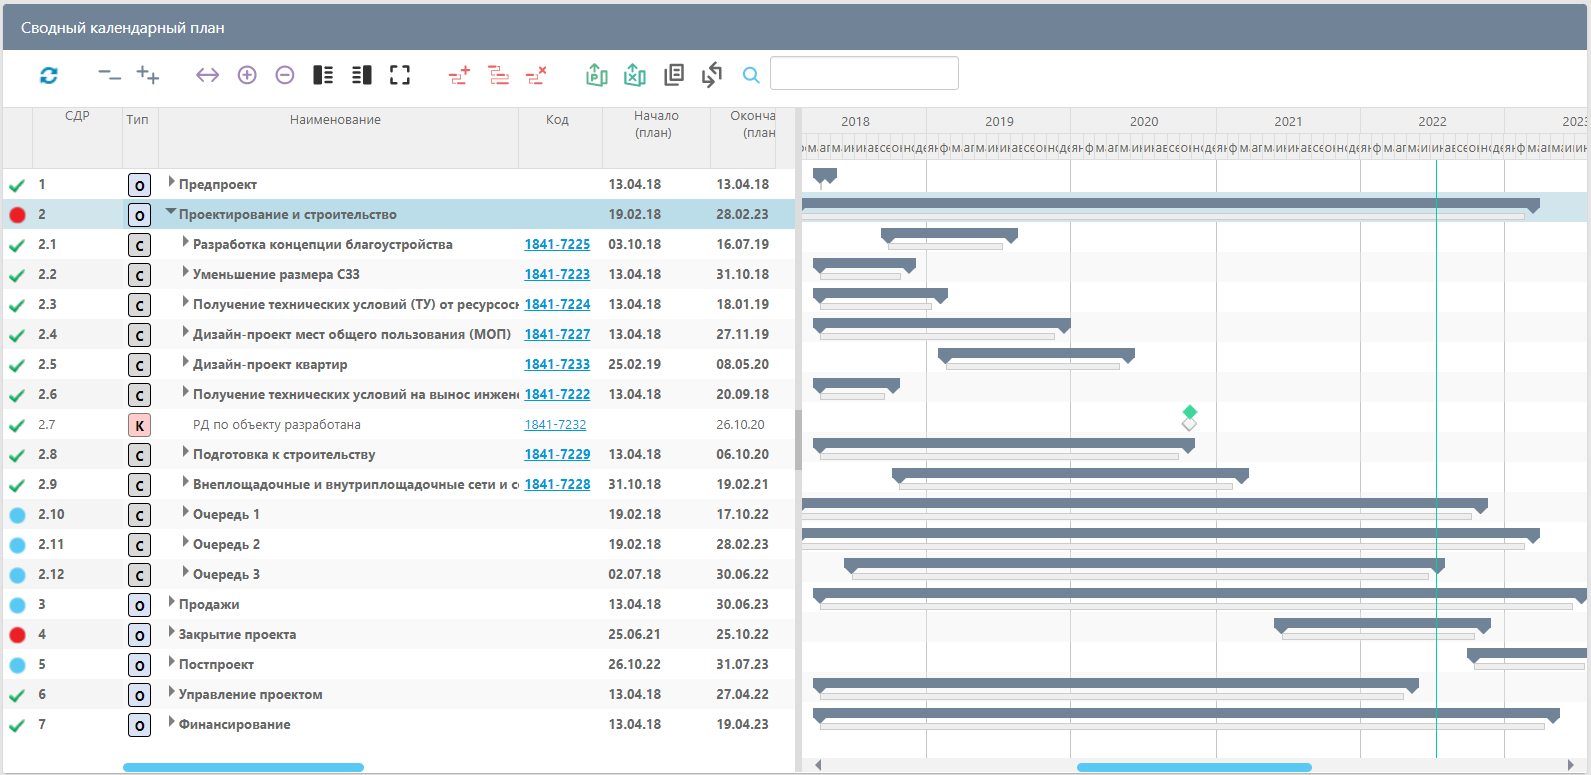 Сводный календарный план
СДР Тип Наименование Код Начало (план) Оконча (план
2018 2019 2020 2021 2022 2023
1 О Предпроект 13.04.18 13.04.18
2 О Проектирование и строительство 19.02.18 28.02.23
2.1 С Разработка концепции благоустройства 1841-7225 03.10.18 16.07.19
2.2 С Уменьшение размера СЗЗ 1841-7223 13.04.18 31.10.18
2.3 С Получение технических условий (ТУ) от ресурсосн 1841-7224 13.04.18 18.01.19
2.4 С Дизайн-проект мест общего пользования (МОП) 1841-7227 13.04.18 27.11.19
2.5 С Дизайн-проект квартир 1841-7233 25.02.19 08.05.20
2.6 С Получение технических условий на вынос инжен 1841-7222 13.04.18 20.09.18
2.7 К РД по объекту разработана 1841-7232 26.10.20
2.8 С Подготовка к строительству 1841-7229 13.04.18 06.10.20
2.9 С Внеплощадочные и внутриплощадочные сети и с 1841-7228 31.10.18 19.02.21
2.10 С Очередь 1 19.02.18 17.10.22
2.11 С Очередь 2 19.02.18 28.02.23
2.12 С Очередь 3 02.07.18 30.06.22
3 О Продажи 13.04.18 30.06.23
4 О Закрытие проекта 25.06.21 25.10.22
5 О Постпроект 26.10.22 31.07.23
6 О Управление проектом 13.04.18 27.04.22
7 О Финансирование 13.04.18 19.04.23